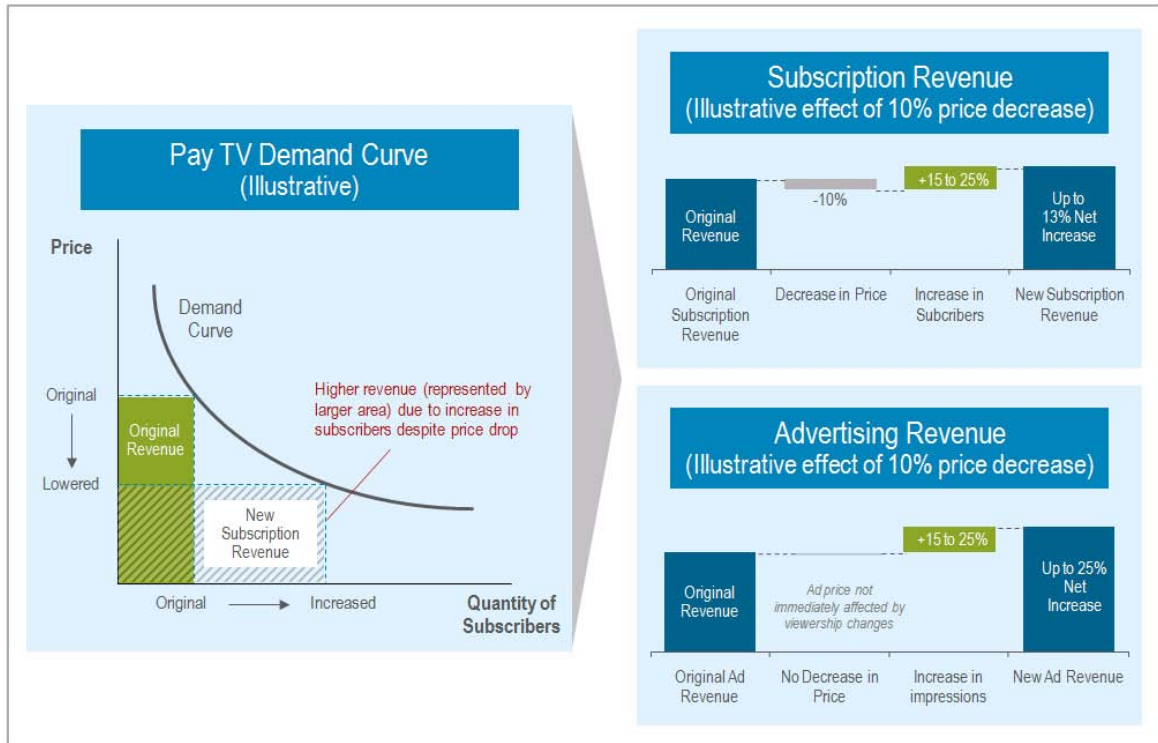 Pay TV Demand Curve
(Illustrative)
Price
Demand
Curve
Higher revenue (represented by
larger area) due to increase in
subscribers despite price drop
Original
Lowered
Original
Revenue
New
Subscription
Revenue
Original
Increased
Quantity of
Subscribers
Subscription Revenue
(Illustrative effect of 10% price decrease)
Original
Revenue
-10%
+15 to 25%
Up to
13% Net
Increase
Original
Subscription
Revenue
Decrease in Price
Increase in
Subcribers
New Subscription
Revenue
Advertising Revenue
(Illustrative effect of 10% price decrease)
Original
Revenue
Ad price not
immediately affected by
viewership changes
+15 to 25%
Up to 25%
Net
Increase
Original Ad
Revenue
No Decrease in
Price
Increase in
impressions
New Ad Revenue